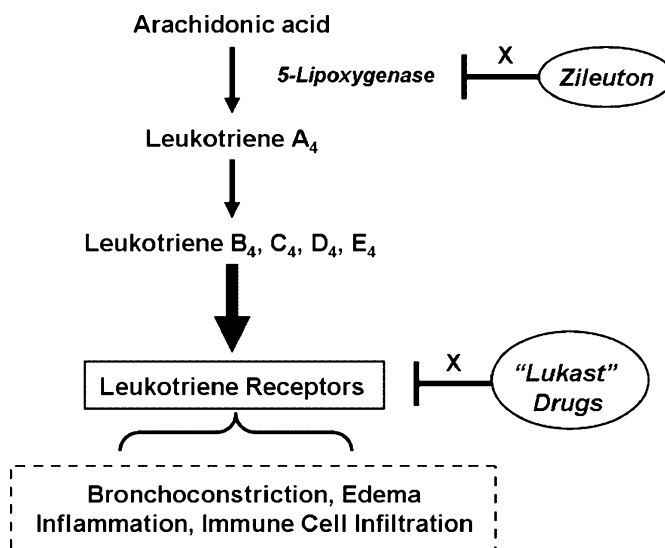 Arachidonic acid
5-Lipoxygenase
X
Zileuton
Leukotriene A₄
Leukotriene B₄, C₄, D₄, E₄
Leukotriene Receptors
X
“Lukast”
Drugs
Bronchoconstriction, Edema
Inflammation, Immune Cell Infiltration